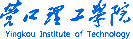 营口理工学院
Yingkou Institute of Technology